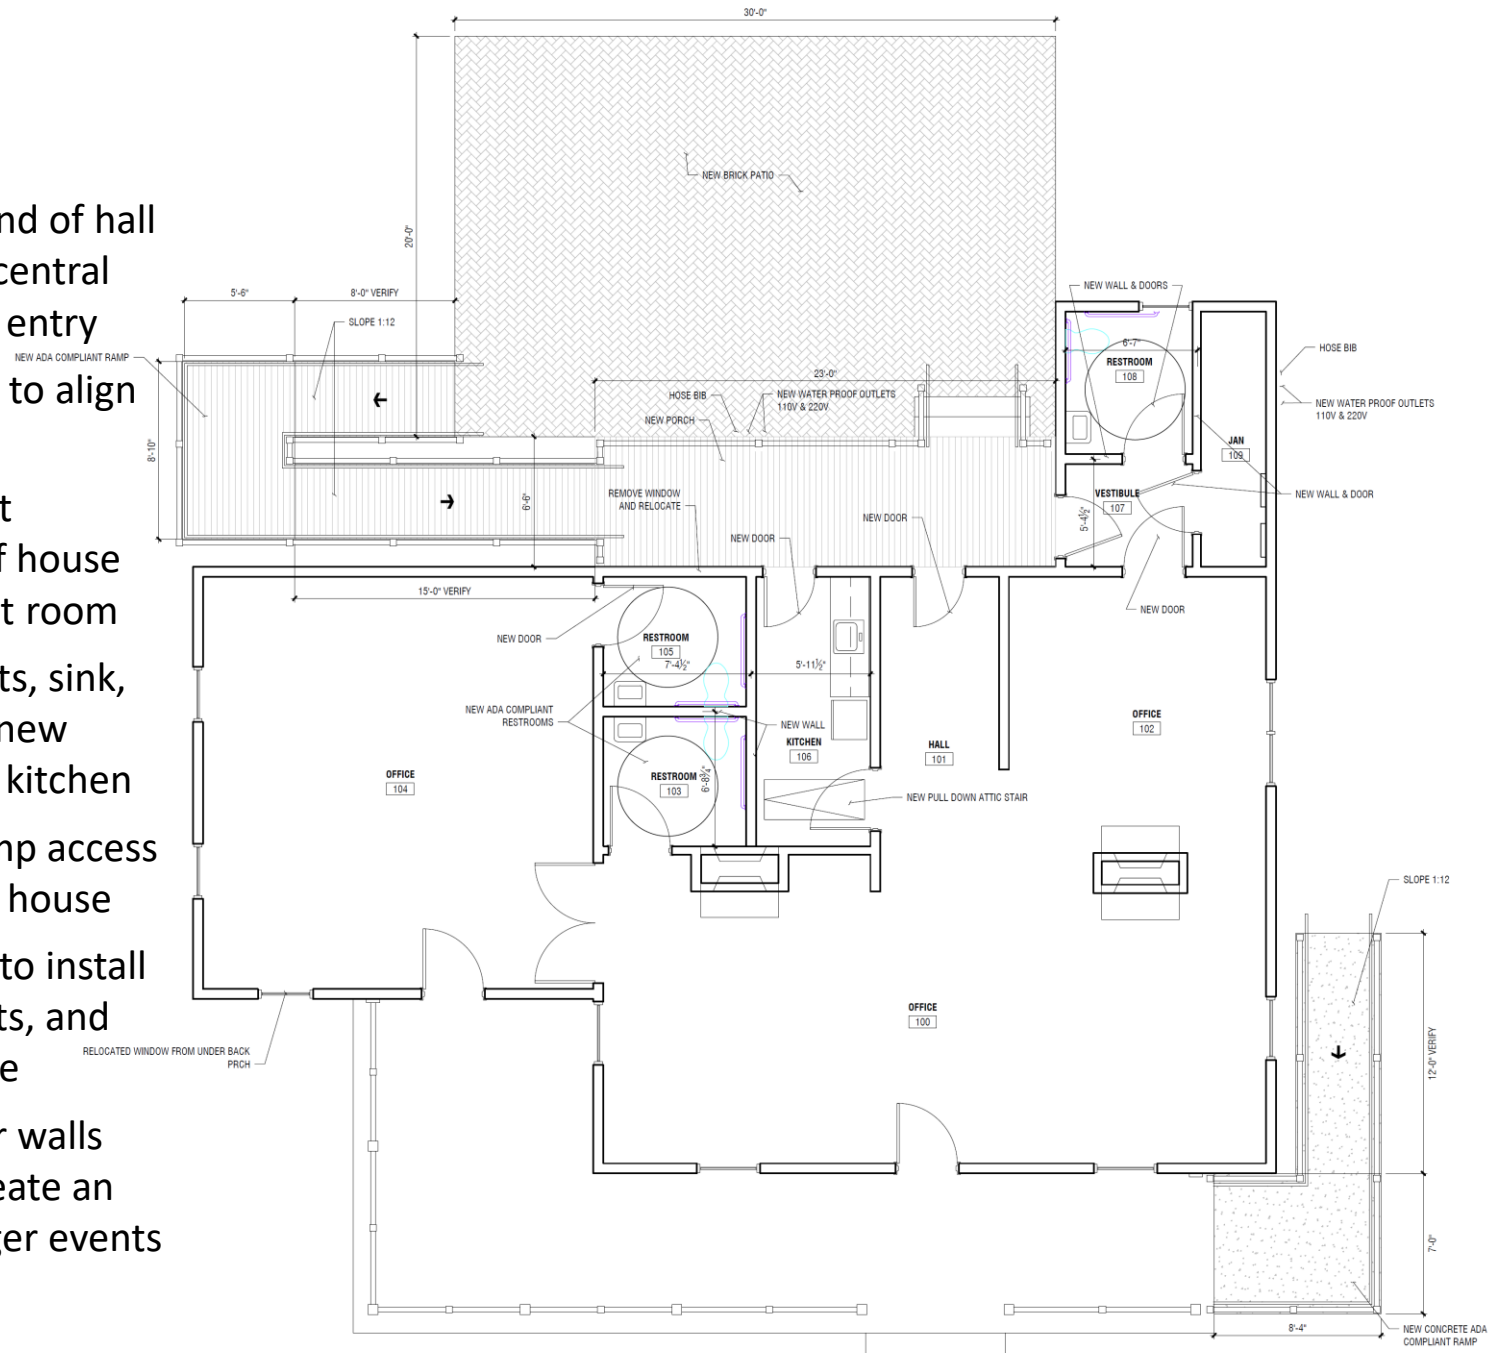 nd of hall
central
entry
to align
t
f house
t room
ts, sink,
new
kitchen
mp access
house
to install
ts, and
e
r walls
eate an
ger events
30'-0"
20'-0"
NEW BRICK PATIO
5'-6"
8'-0" VERIFY
SLOPE 1:12
NEW ADA COMPLIANT RAMP
8'-10"
23'-0"
HOSE BIB
NEW WATER PROOF OUTLETS
110V & 220V
NEW PORCH
6'-6"
REMOVE WINDOW
AND RELOCATE
NEW DOOR
NEW DOOR
15'-0" VERIFY
NEW WALL & DOORS
6'-7"
RESTROOM
108
HOSE BIB
NEW WATER PROOF OUTLETS
110V & 220V
JAN
109
VESTIBULE
107
5'-4½"
NEW WALL & DOOR
NEW DOOR
NEW DOOR
RESTROOM
105
7'-4½"
5'-11½"
NEW ADA COMPLIANT
RESTROOMS
NEW WALL
KITCHEN
106
HALL
101
OFFICE
102
OFFICE
104
RESTROOM
103
6'-8¾"
NEW PULL DOWN ATTIC STAIR
SLOPE 1:12
OFFICE
100
RELOCATED WINDOW FROM UNDER BACK
PRCH
12'-0" VERIFY
7'-0"
8'-4"
NEW CONCRETE ADA
COMPLIANT RAMP